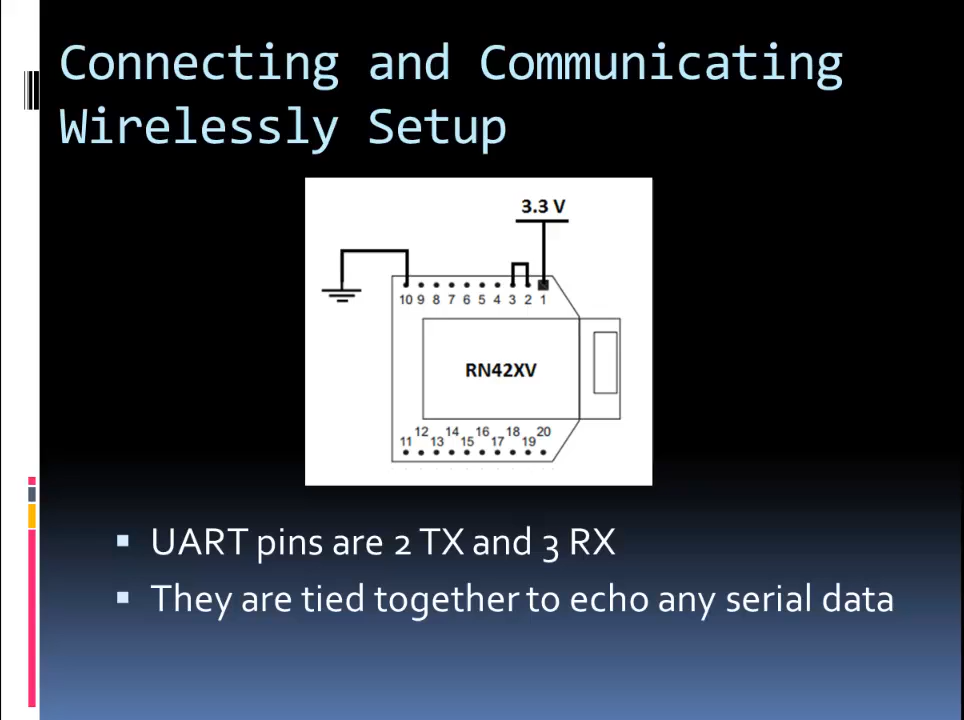 Connecting and Communicating
Wirelessly Setup
3.3 V
10 9 8 7 6 5 4 3 2 1
RN42XV
12 14 16 18 20
11 13 15 17 19
UART pins are 2 TX and 3 RX
They are tied together to echo any serial data